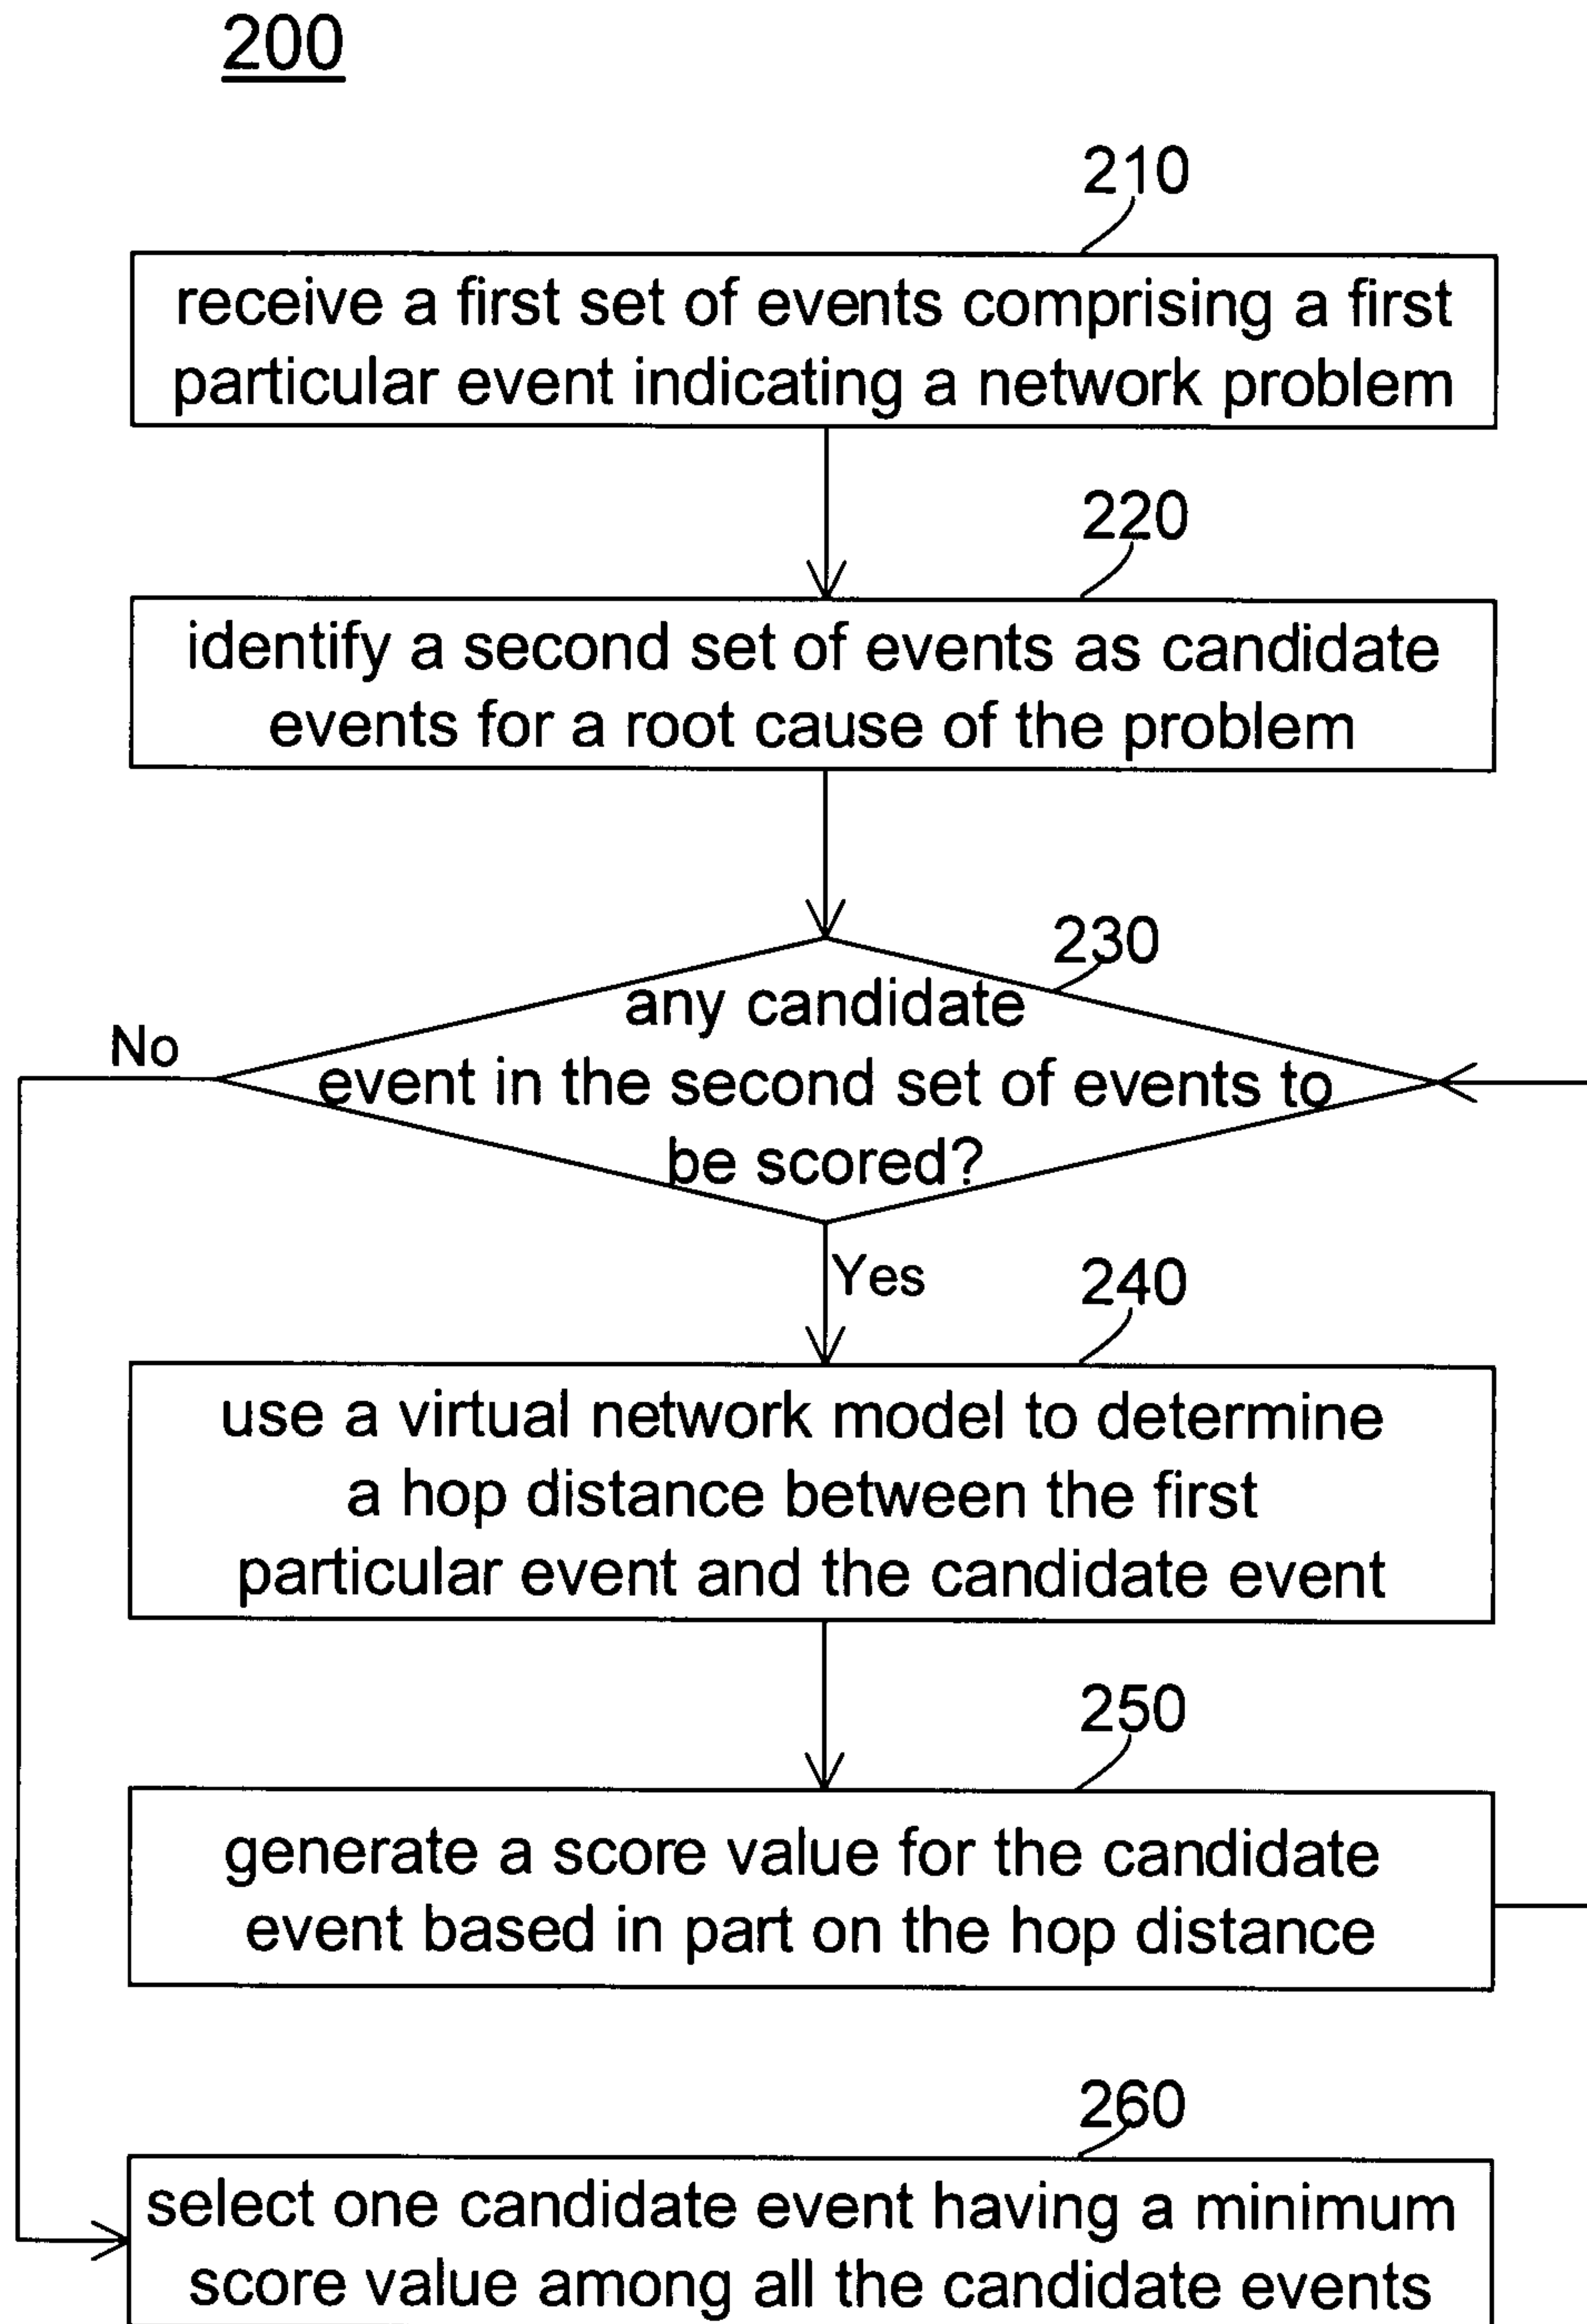 200
210
receive a first set of events comprising a first
particular event indicating a network problem
220
identify a second set of events as candidate
events for a root cause of the problem
230
any candidate
event in the second set of events to
be scored?
No
Yes
240
use a virtual network model to determine
a hop distance between the first
particular event and the candidate event
250
generate a score value for the candidate
event based in part on the hop distance
260
select one candidate event having a minimum
score value among all the candidate events